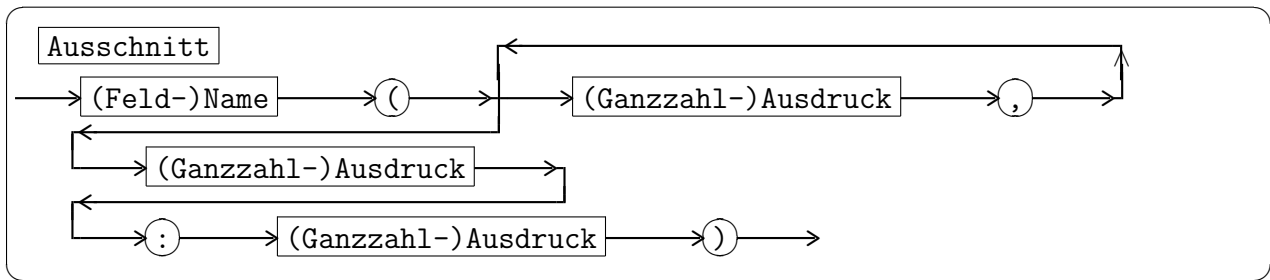 Ausschnitt
(Feld-)Name ( (Ganzzahl-)Ausdruck ,
(Ganzzahl-)Ausdruck
: (Ganzzahl-)Ausdruck )